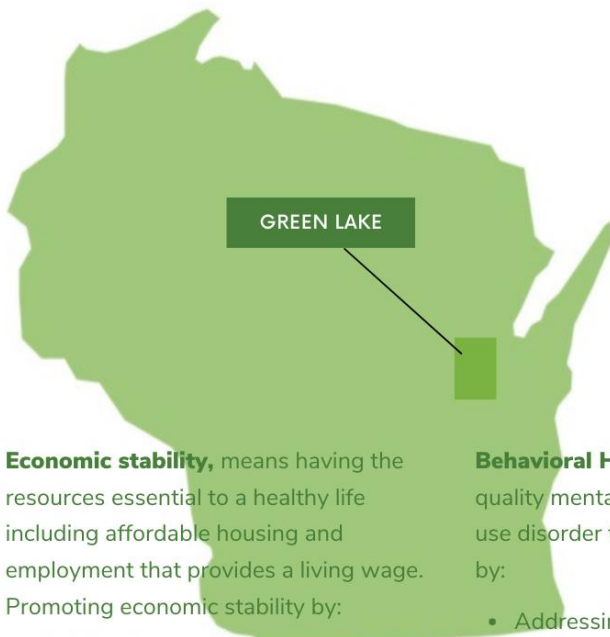 GREEN LAKE
Economic stability, means having the
resources essential to a healthy life
including affordable housing and
employment that provides a living wage.
Promoting economic stability by:
Behavioral
quality
use disorder
by: